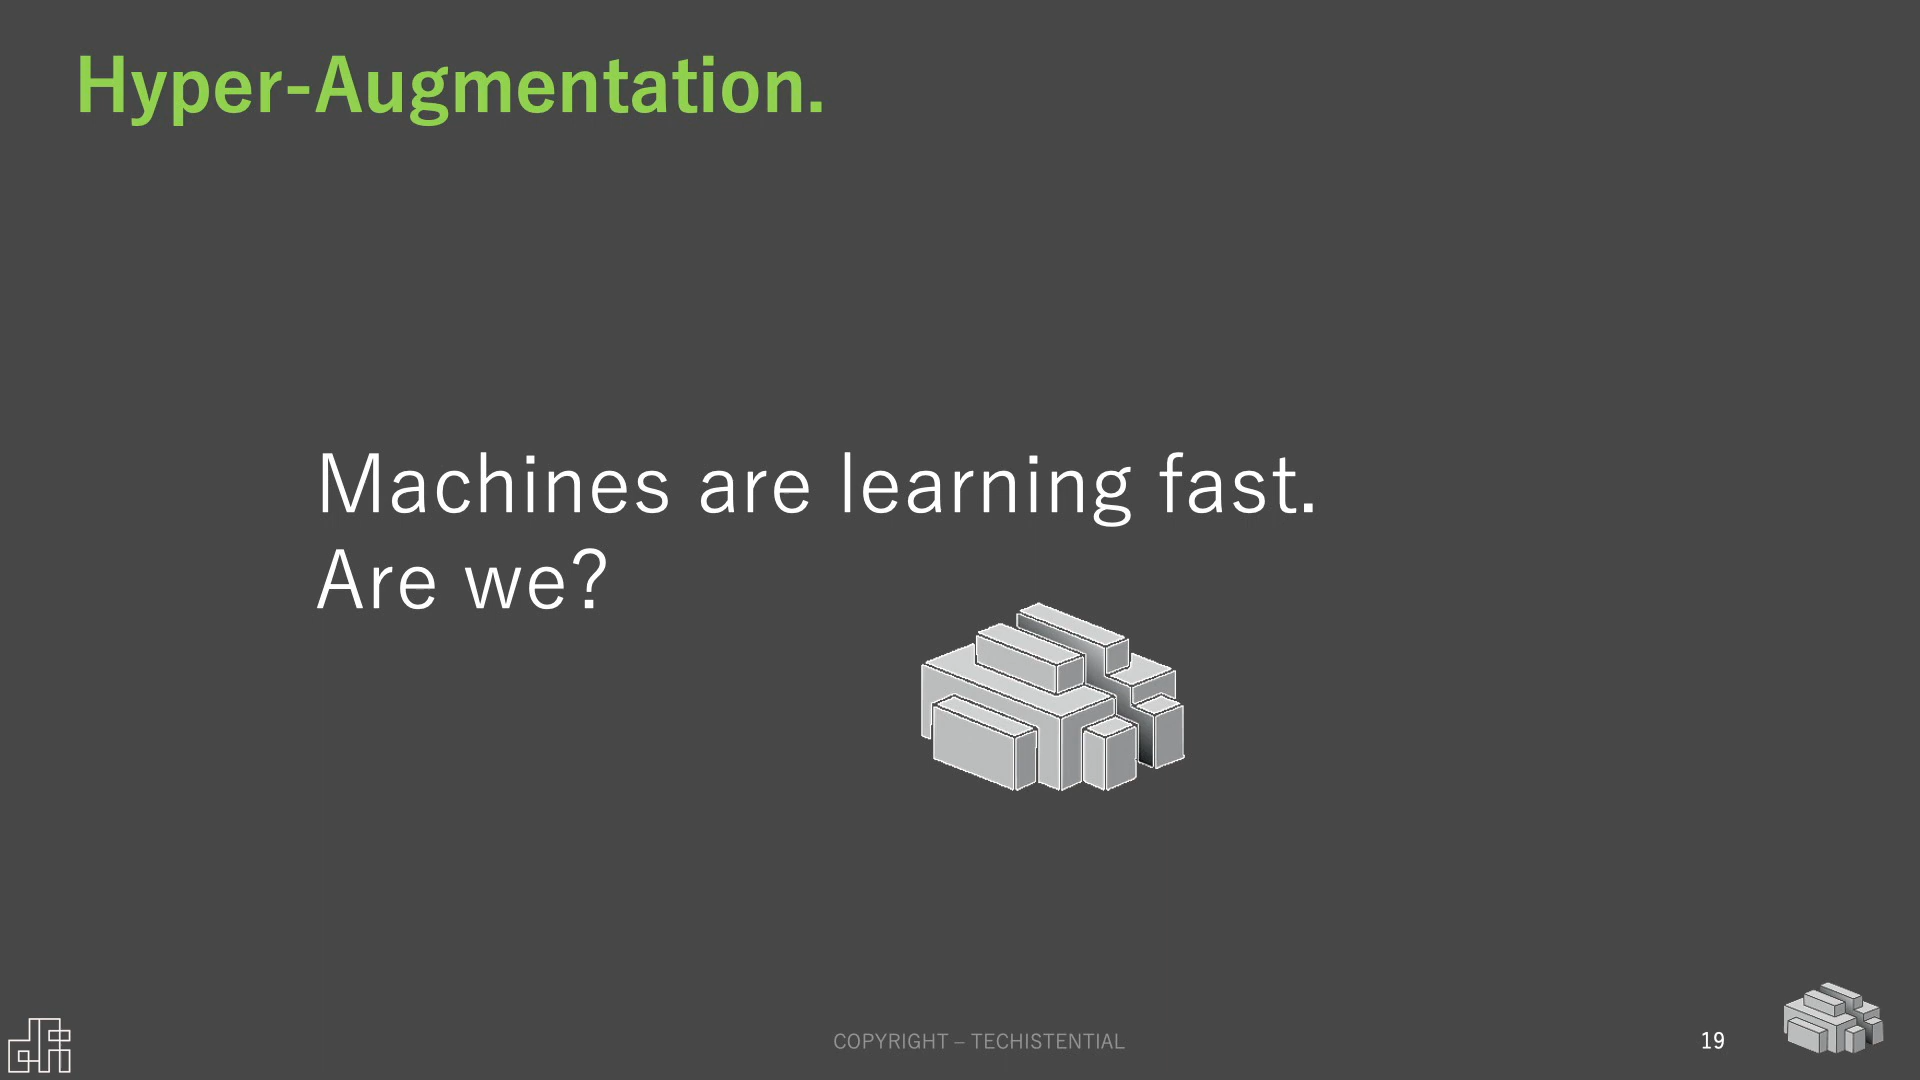 Hyper-Augmentation.
Machines are learning fast.
Are we?
COPYRIGHT – TECHISTENTIAL
19